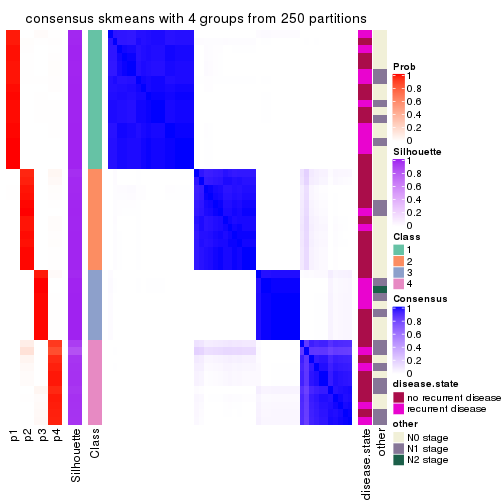 consensus skmeans with 4 groups from 250 partitions
Prob
1
0.8
0.6
0.4
0.2
0
Silhouette
1
0.8
0.6
0.4
0.2
0
Class
1
2
3
4
Consensus
1
0.8
0.6
0.4
0.2
0
disease.state
no recurrent disease
recurrent disease
other
N0 stage
N1 stage
N2 stage
p1
p2
p3
p4
Silhouette
Class
disease.state
other